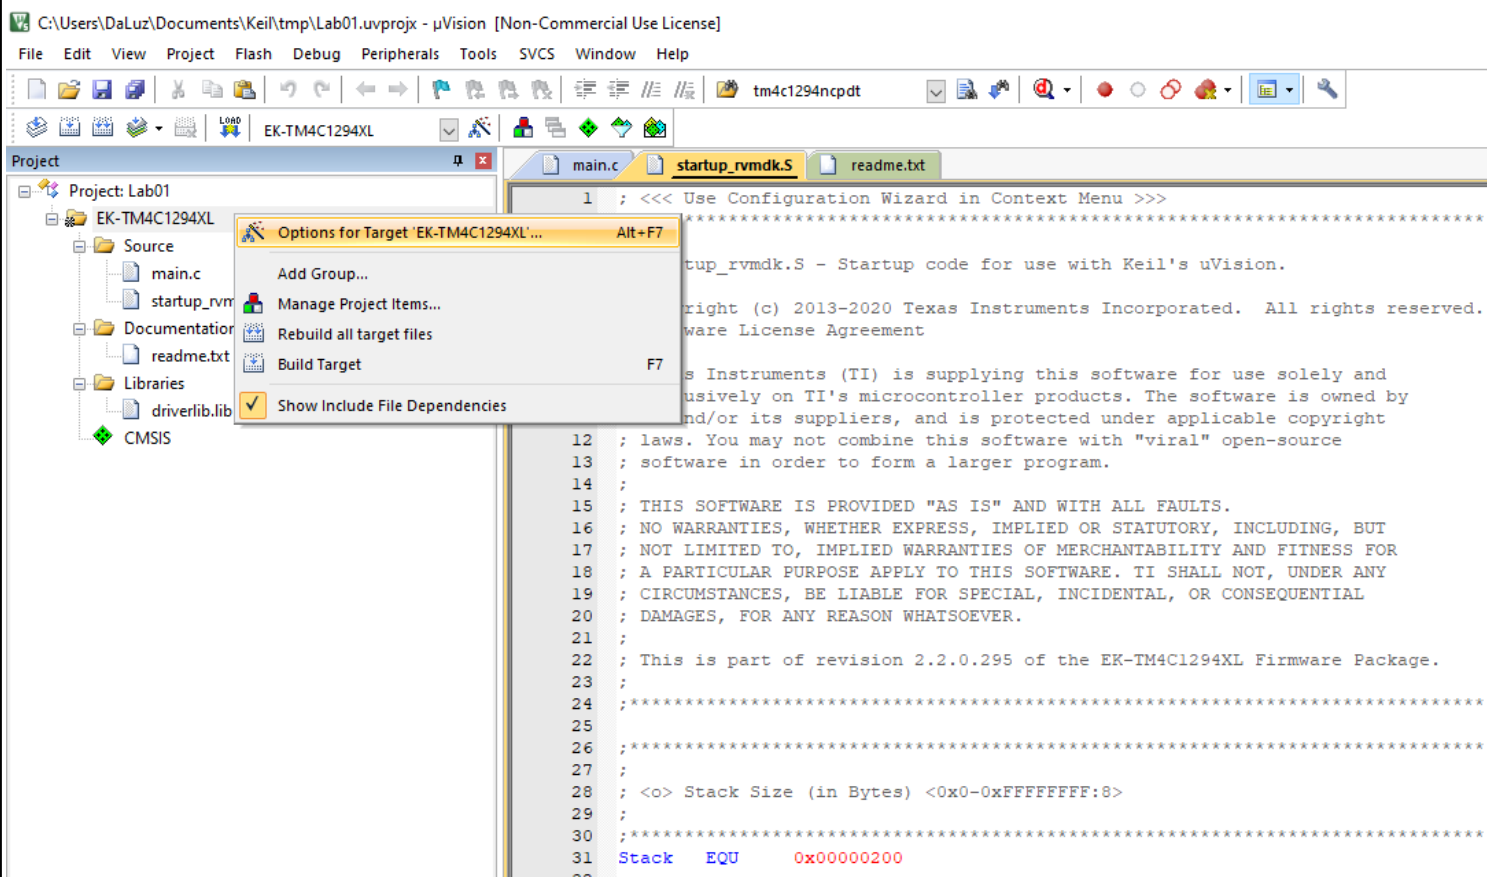 C:\Users\DaLuz\Documents\Keil\tmp\Lab01.uvprojx - µVision  [Non-Commercial Use License]
File Edit View Project Flash Debug Peripherals Tools SVCS Window Help
tm4c1294ncpdt
LOAD EK-TM4C1294XL
Project
Project: Lab01
EK-TM4C1294XL
Source
main.c
startup_rvm
Documentation
readme.txt
Libraries
driverlib.lib
CMSIS
Options for Target 'EK-TM4C1294XL'... Alt+F7
Add Group...
Manage Project Items...
Rebuild all target files
Build Target F7
Show Include File Dependencies
main.c startup_rvmdk.S readme.txt
1 ; <<< Use Configuration Wizard in Context Menu >>>
******************************************************************************
tup_rvmdk.S - Startup code for use with Keil's uVision.
right (c) 2013-2020 Texas Instruments Incorporated.  All rights reserved.
ware License Agreement
s Instruments (TI) is supplying this software for use solely and
usively on TI's microcontroller products. The software is owned by
nd/or its suppliers, and is protected under applicable copyright
12 ; laws. You may not combine this software with "viral" open-source
13 ; software in order to form a larger program.
14 ;
15 ; THIS SOFTWARE IS PROVIDED "AS IS" AND WITH ALL FAULTS.
16 ; NO WARRANTIES, WHETHER EXPRESS, IMPLIED OR STATUTORY, INCLUDING, BUT
17 ; NOT LIMITED TO, IMPLIED WARRANTIES OF MERCHANTABILITY AND FITNESS FOR
18 ; A PARTICULAR PURPOSE APPLY TO THIS SOFTWARE. TI SHALL NOT, UNDER ANY
19 ; CIRCUMSTANCES, BE LIABLE FOR SPECIAL, INCIDENTAL, OR CONSEQUENTIAL
20 ; DAMAGES, FOR ANY REASON WHATSOEVER.
21 ;
22 ; This is part of revision 2.2.0.295 of the EK-TM4C1294XL Firmware Package.
23 ;
24 ;******************************************************************************
25
26 ;******************************************************************************
27 ;
28 ; <o> Stack Size (in Bytes) <0x0-0xFFFFFFFF:8>
29 ;
30 ;******************************************************************************
31 Stack   EQU     0x00000200